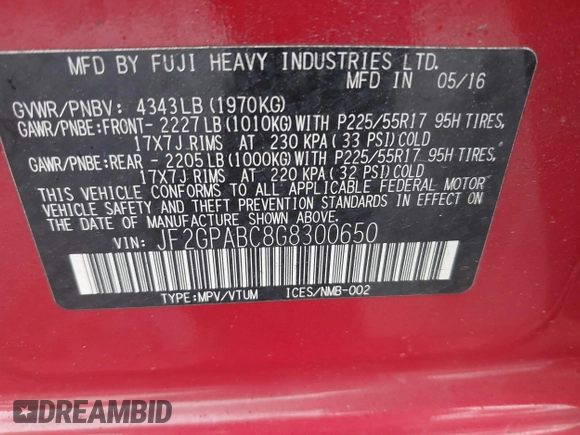 MFD BY FUJI HEAVY INDUSTRIES LTD.
MFD IN 05/16
GVWR/PNBV: 4343LB(1970KG)
GAWR/PNBE:FRONT-2227LB(1010KG)WITH P225/55R17 95H TIRES,
17X7J RIMS AT 230 KPA(33 PSI)COLD
GAWR/PNBE:REAR -2205LB(1000KG)WITH P225/55R17 95H TIRES,
17X7J RIMS AT 220 KPA(32 PSI)COLD
THIS VEHICLE CONFORMS TO ALL APPLICABLE FEDERAL MOTOR
VEHICLE SAFETY AND THEFT PREVENTION STANDARDS IN EFFECT ON
THE DATE OF MANUFACTURE SHOWN ABOVE.
VIN: JF2GPABC8G8300650
TYPE:MPV/VTUM ICES/NMB-002
DREAMBID